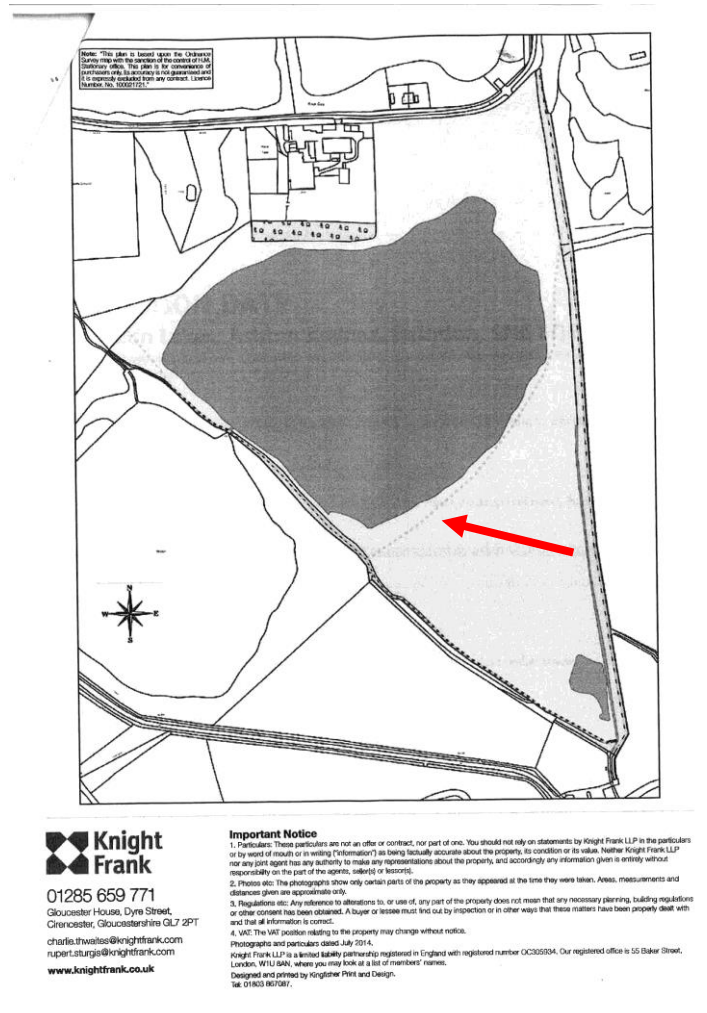 Note: "This plan is based upon the Ordnance
Survey map with the sanction of the control of H.M.
Stationary office. This plan is for convenience of
purchasers only. Its accuracy is not guaranteed and
it is expressly excluded from any contract. Licence
Number. No. 100021721."
N
W E
S
Knight
Frank
01285 659 771
Gloucester House, Dyre Street,
Cirencester, Gloucestershire GL7 2PT
charlie.thwaites@knightfrank.com
rupert.sturgis@knightfrank.com
www.knightfrank.co.uk
Important Notice
1. Particulars: These particulars are not an offer or contract, nor part of one. You should not rely on statements by Knight Frank LLP in the particulars
or by word of mouth or in writing ("information") as being factually accurate about the property, its condition or its value. Neither Knight Frank LLP
nor any joint agent has any authority to make any representations about the property, and accordingly any information given is entirely without
responsibility on the part of the agents, seller(s) or lessor(s).
2. Photos etc: The photographs show only certain parts of the property as they appeared at the time they were taken. Areas, measurements and
distances given are approximate only.
3. Regulations etc: Any reference to alterations to, or use of, any part of the property does not mean that any necessary planning, building regulations
or other consent has been obtained. A buyer or lessee must find out by inspection or in other ways that these matters have been properly dealt with
and that all information is correct.
4. VAT: The VAT position relating to the property may change without notice.
Photographs and particulars dated July 2014.
Knight Frank LLP is a limited liability partnership registered in England with registered number OC305934. Our registered office is 55 Baker Street,
London, W1U 8AN, where you may look at a list of members' names.
Designed and printed by Kingfisher Print and Design.
Tel: 01803 867087.